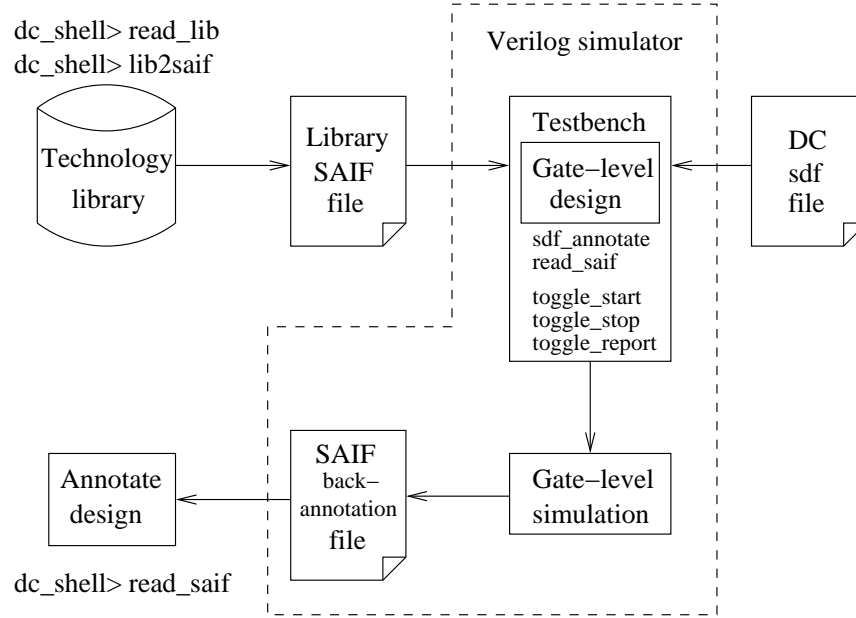 dc_shell> read_lib
dc_shell> lib2saif
Verilog simulator
Technology
library
Library
SAIF
file
Testbench
Gate−level
design
sdf_annotate
read_saif
toggle_start
toggle_stop
toggle_report
DC
sdf
file
Annotate
design
SAIF
back−
annotation
file
Gate−level
simulation
dc_shell> read_saif